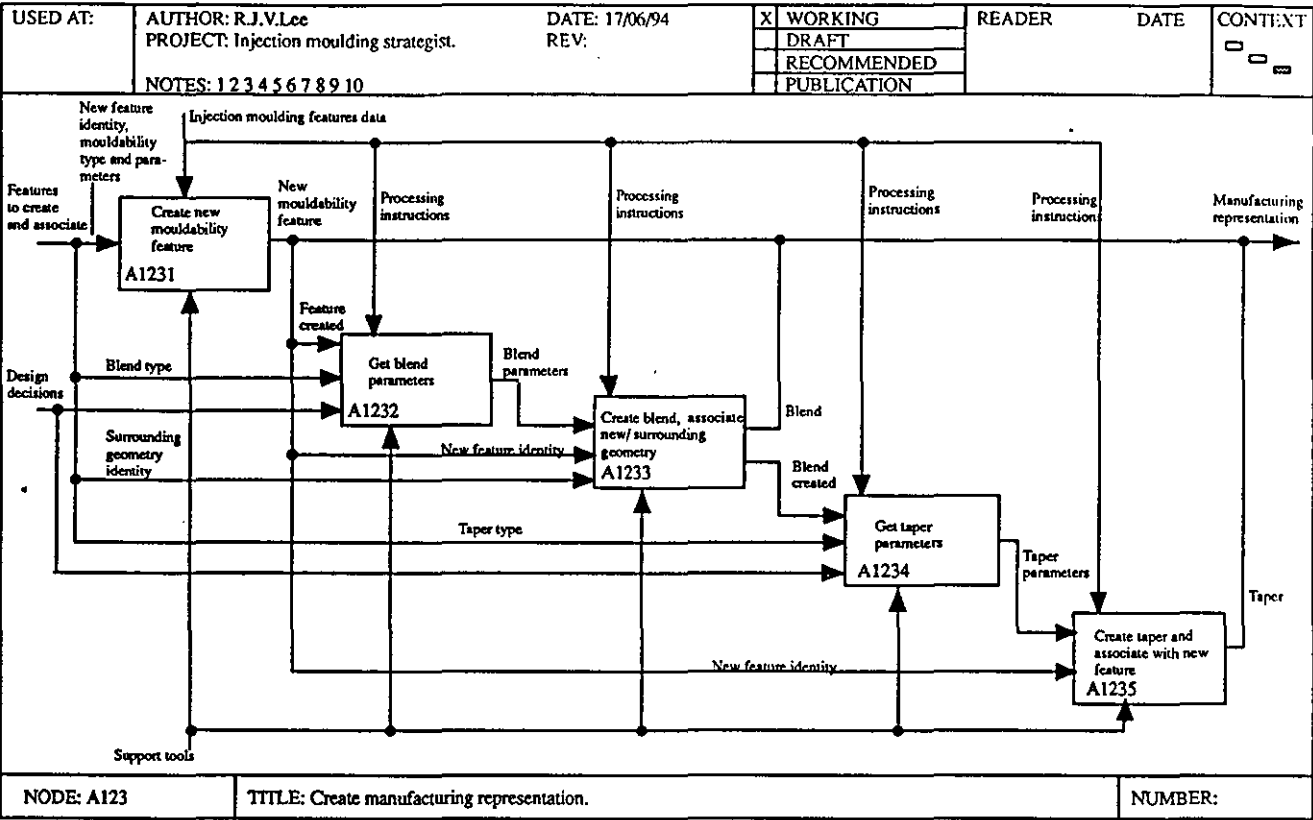 USED AT:
AUTHOR: R.J.V.Lee
DATE: 17/06/94
PROJECT: Injection moulding strategist.
REV:
NOTES: 1 2 3 4 5 6 7 8 9 10
X WORKING
DRAFT
RECOMMENDED
PUBLICATION
READER
DATE
CONTEXT
New feature
identity,
mouldability
type and para-
meters
Injection moulding features data
Features
to create
and associate
Create new
mouldability
feature
A1231
New
mouldability
feature
Processing
instructions
Processing
instructions
Processing
instructions
Processing
instructions
Manufacturing
representation
Feature
created
Blend type
Get blend
parameters
A1232
Blend
parameters
Design
decisions
Surrounding
geometry
identity
New feature identity
Create blend, associate
new/ surrounding
geometry
A1233
Blend
Blend
created
Taper type
Get taper
parameters
A1234
Taper
parameters
Taper
New feature identity
Create taper and
associate with new
feature
A1235
Support tools
NODE: A123
TITLE: Create manufacturing representation.
NUMBER: